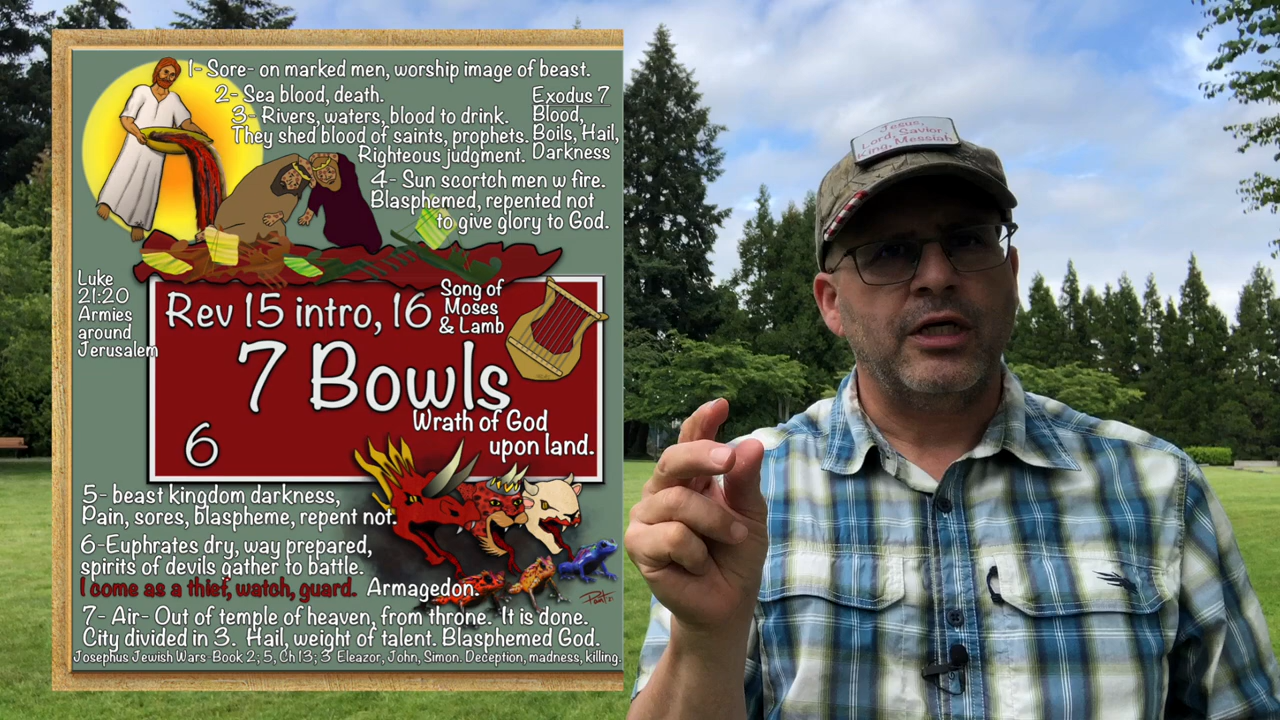 1- Sore- on marked men, worship image of beast.
2- Sea blood, death.
3- Rivers, waters, blood to drink.
They shed blood of saints, prophets.
Righteous judgment.
Exodus 7
Blood,
Boils, Hail,
Darkness
4- Sun scortch men w fire.
Blasphemed, repented not
to give glory to God.
Luke
21:20
Armies
around
Jerusalem
Rev 15 intro, 16
Song of
Moses
& Lamb
7 Bowls
Wrath of God
upon land.
6
5- beast kingdom darkness,
Pain, sores, blaspheme, repent not.
6-Euphrates dry, way prepared,
spirits of devils gather to battle.
I come as a thief, watch, guard. Armagedon.
7- Air- Out of temple of heaven, from throne. It is done.
City divided in 3. Hail, weight of talent. Blasphemed God.
Josephus Jewish Wars Book 2; 5, Ch 13; 3 Eleazor, John, Simon. Deception, madness, killing.
Jesus,
Lord, Savior,
King, Messiah